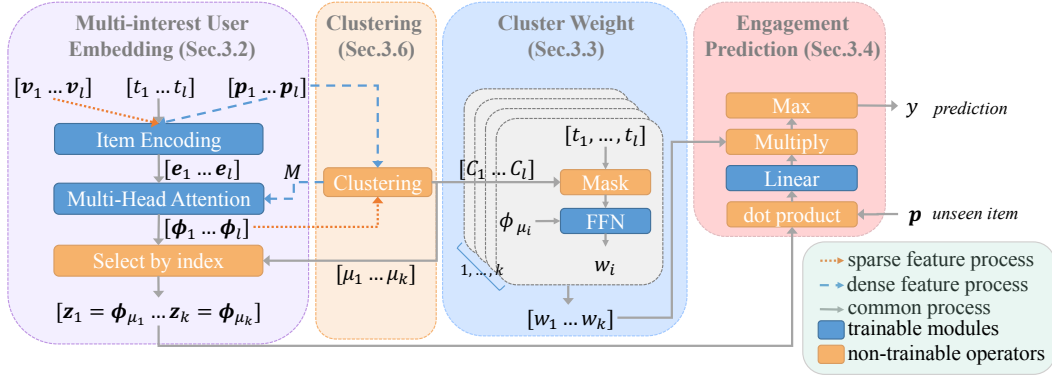 Multi-interest User
Embedding (Sec.3.2)
[𝒗₁ … 𝒗ₗ] [t₁ … tₗ] [𝒑₁ … 𝒑ₗ]
Item Encoding
[𝒆₁ … 𝒆ₗ]
Multi-Head Attention
[𝝓₁ … 𝝓ₗ]
Select by index
[𝒛₁ = 𝝓_μ₁ … 𝒛ₖ = 𝝓_μₖ]
Clustering
(Sec.3.6)
M
Clustering
[μ₁ … μₖ]
Cluster Weight
(Sec.3.3)
[t₁, … , tₗ]
[C₁ … Cₗ]
Mask
ϕ_μᵢ
FFN
wᵢ
1, … , k
[w₁ … wₖ]
Engagement
Prediction (Sec.3.4)
Max
y prediction
Multiply
Linear
dot product
𝒑 unseen item
sparse feature process
dense feature process
common process
trainable modules
non-trainable operators